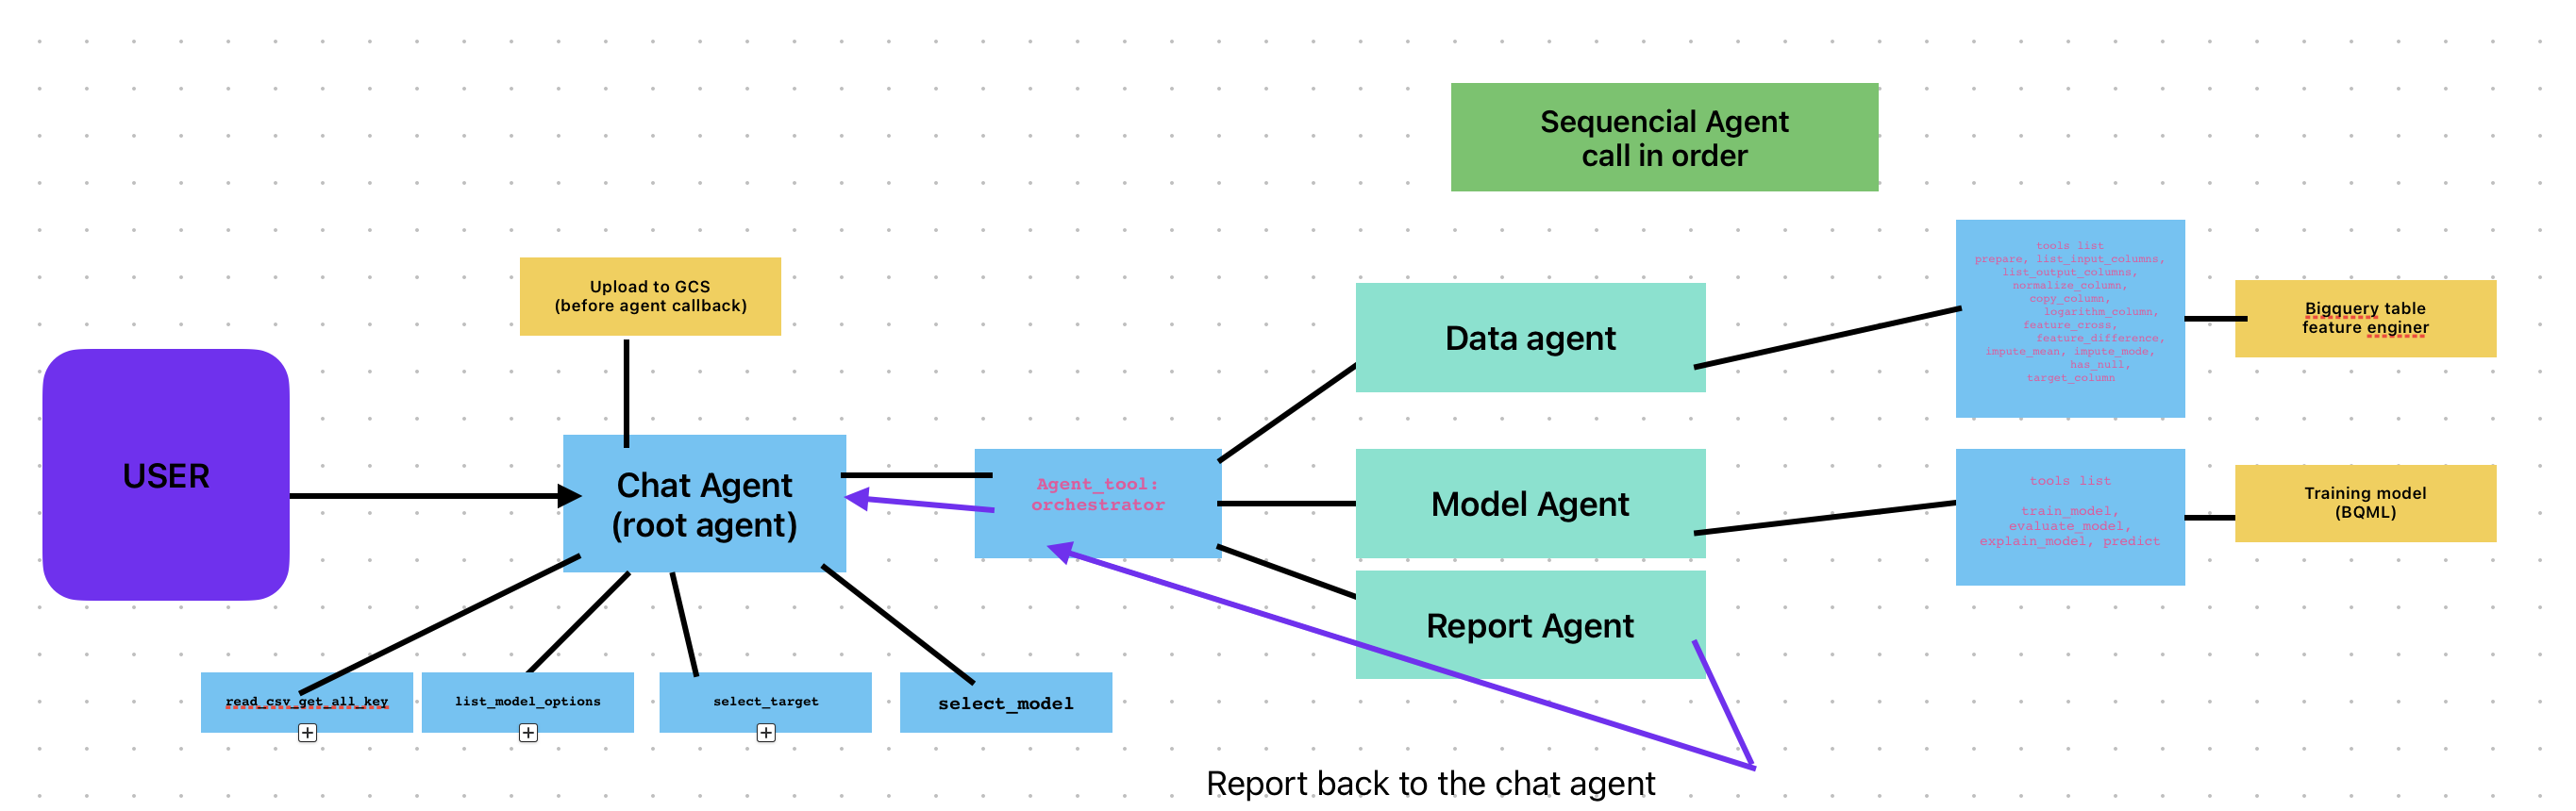 Sequencial Agent
call in order
Upload to GCS
(before agent callback)
USER
Chat Agent
(root agent)
read_csv_get_all_key
list_model_options
select_target
select_model
Agent_tool:
orchestrator
Data agent
Model Agent
Report Agent
tools list
prepare, list_input_columns,
list_output_columns,
normalize_column,
copy_column,
logarithm_column,
feature_cross,
feature_difference,
impute_mean, impute_mode,
has_null,
target_column
Bigquery table
feature enginer
tools list
train_model,
evaluate_model,
explain_model, predict
Training model
(BQML)
Report back to the chat agent